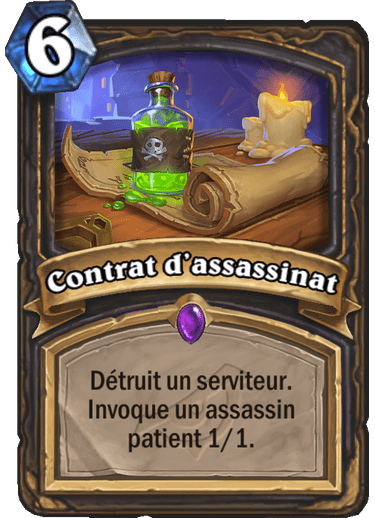 6
Contrat d'assassinat
Détruit un serviteur.
Invoque un assassin
patient 1/1.